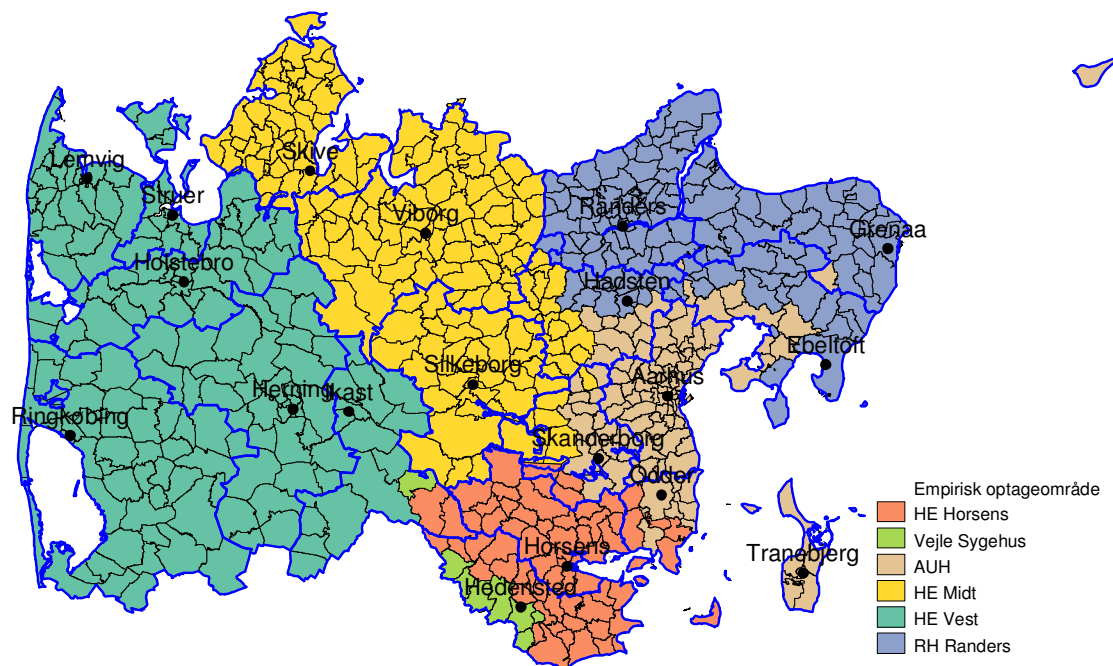 Skive
Lemvig
Struer
Viborg
Randers
Grenaa
Holstebro
Hadsten
Ebeltoft
Silkeborg
Aarhus
Herning
Ikast
Ringkøbing
Skanderborg
Odder
Horsens
Tranebjerg
Hedensted
Empirisk optageområde
HE Horsens
Vejle Sygehus
AUH
HE Midt
HE Vest
RH Randers